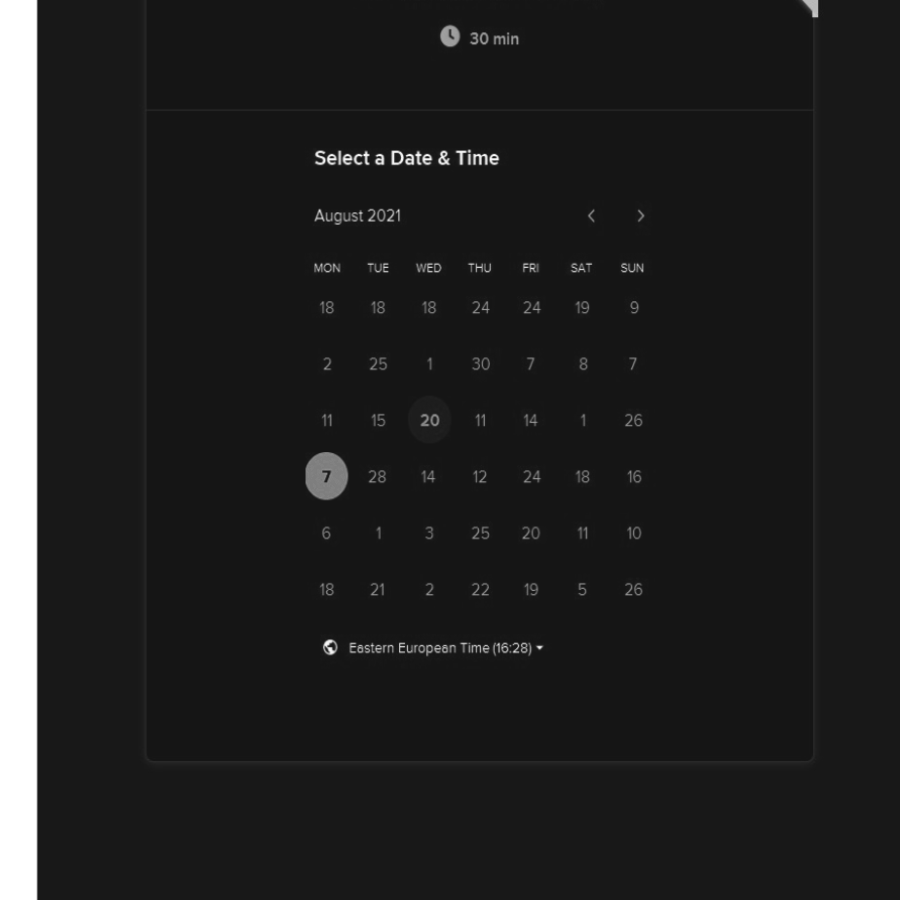 30 min
Select a Date & Time
August 2021
MON TUE WED THU FRI SAT SUN
18 18 18 24 24 19 9
2 25 1 30 7 8 7
11 15 20 11 14 1 26
7 28 14 12 24 18 16
6 1 3 25 20 11 10
18 21 2 22 19 5 26
Eastern European Time (16:28)